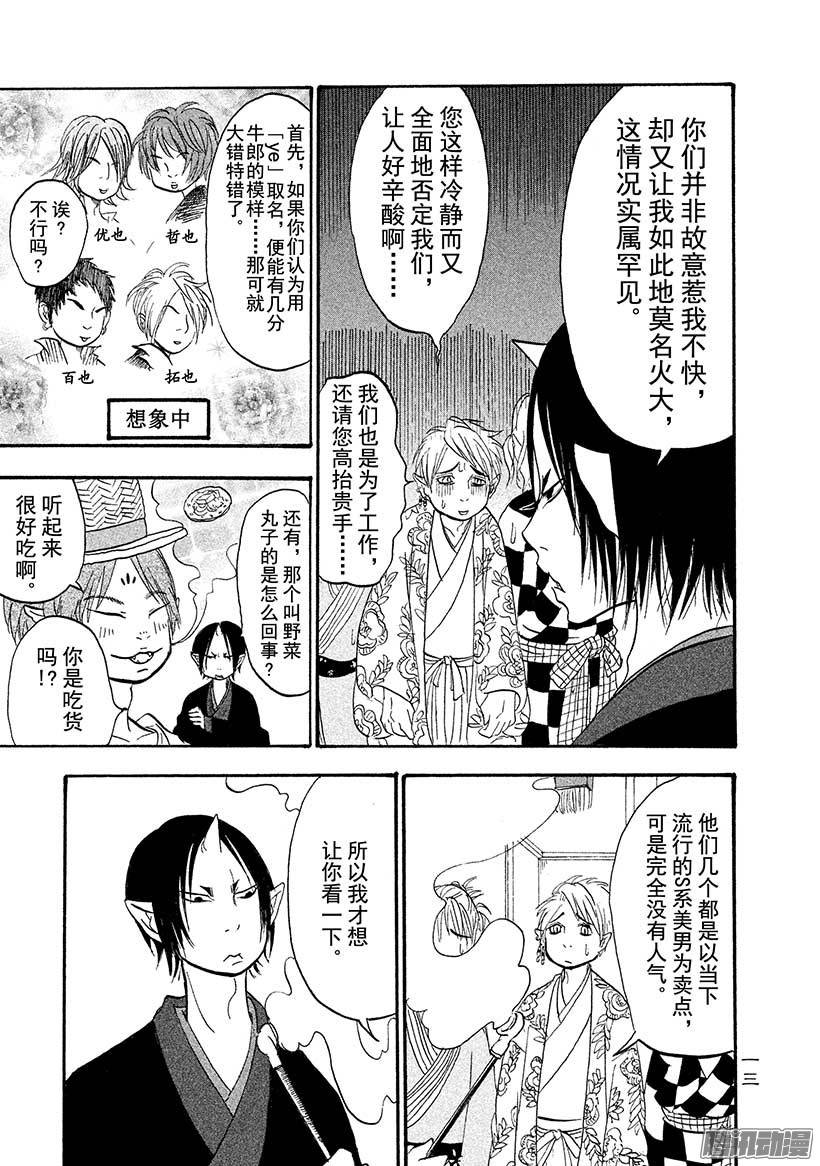 你们并非故意惹我不快，
却又让我如此地莫名火大，
这情况实属罕见。
您这样冷静而又
全面地否定我们，
让人好辛酸啊……
我们也是为了工作，
还请您高抬贵手……
首先，如果你们认为用
「ye」取名，便能有几分
牛郎的模样……那可就
大错特错了。
诶？
不行吗？
哲也
优也
拓也
百也
想象中
还有，那个叫野菜
丸子的是怎么回事？
听起来
很好吃啊。
你是吃货
吗!?
他们几个都是以当下
流行的S系美男为卖点，
可是完全没有人气。
所以我才想
让你看一下。
一三
腾讯动漫